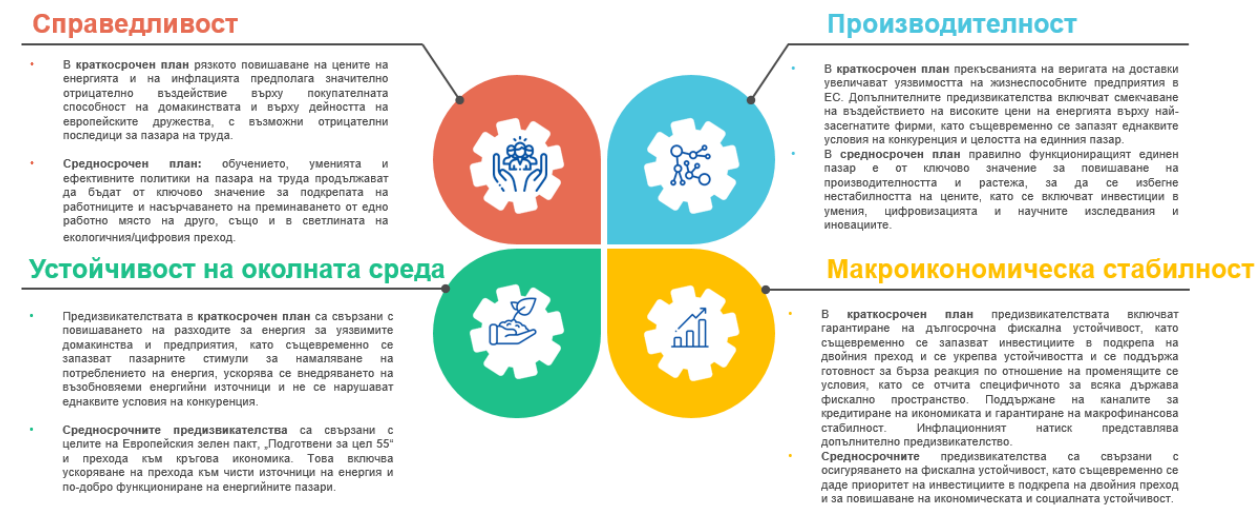 Справедливост
В краткосрочен план рязкото повишаване на цените на
енергията и на инфлацията предполага значително
отрицателно въздействие върху покупателната
способност на домакинствата и върху дейността на
европейските дружества, с възможни отрицателни
последици за пазара на труда.
Средносрочен план: обучението, уменията и
ефективните политики на пазара на труда продължават
да бъдат от ключово значение за подкрепата на
работниците и насърчаването на преминаването от едно
работно място на друго, също и в светлината на
екологичния/цифровия преход.
Производителност
В краткосрочен план прекъсванията на веригата на доставки
увеличават уязвимостта на жизнеспособните предприятия в
ЕС. Допълнителните предизвикателства включват смекчаване
на въздействието на високите цени на енергията върху най-
засегнатите фирми, като същевременно се запазят еднаквите
условия на конкуренция и целостта на единния пазар.
В средносрочен план правилно функциониращият единен
пазар е от ключово значение за повишаване на
производителността и растежа, за да се избегне
нестабилността на цените, като се включват инвестиции в
умения, цифровизацията и научните изследвания и
иновациите.
Устойчивост на околната среда
Предизвикателствата в краткосрочен план са свързани с
повишаването на разходите за енергия за уязвимите
домакинства и предприятия, като същевременно се
запазват пазарните стимули за намаляване на
потреблението на енергия, ускорява се внедряването на
възобновяеми енергийни източници и не се нарушават
еднаквите условия на конкуренция.
Средносрочните предизвикателства са свързани с
целите на Европейския зелен пакт, „Подготвени за цел 55“
и прехода към кръгова икономика. Това включва
ускоряване на прехода към чисти източници на енергия и
по-добро функциониране на енергийните пазари.
Макроикономическа стабилност
В краткосрочен план предизвикателствата включват
гарантиране на дългосрочна фискална устойчивост, като
същевременно се запазват инвестициите в подкрепа на
двойния преход и се укрепва устойчивостта и се поддържа
готовност за бърза реакция по отношение на променящите се
условия, като се отчита специфичното за всяка държава
фискално пространство. Поддържане на каналите за
кредитиране на икономиката и гарантиране на макрофинансова
стабилност. Инфлационният натиск представлява
допълнително предизвикателство.
Средносрочните предизвикателства са свързани с
осигуряването на фискална устойчивост, като същевременно се
даде приоритет на инвестициите в подкрепа на двойния преход
и за повишаване на икономическата и социалната устойчивост.